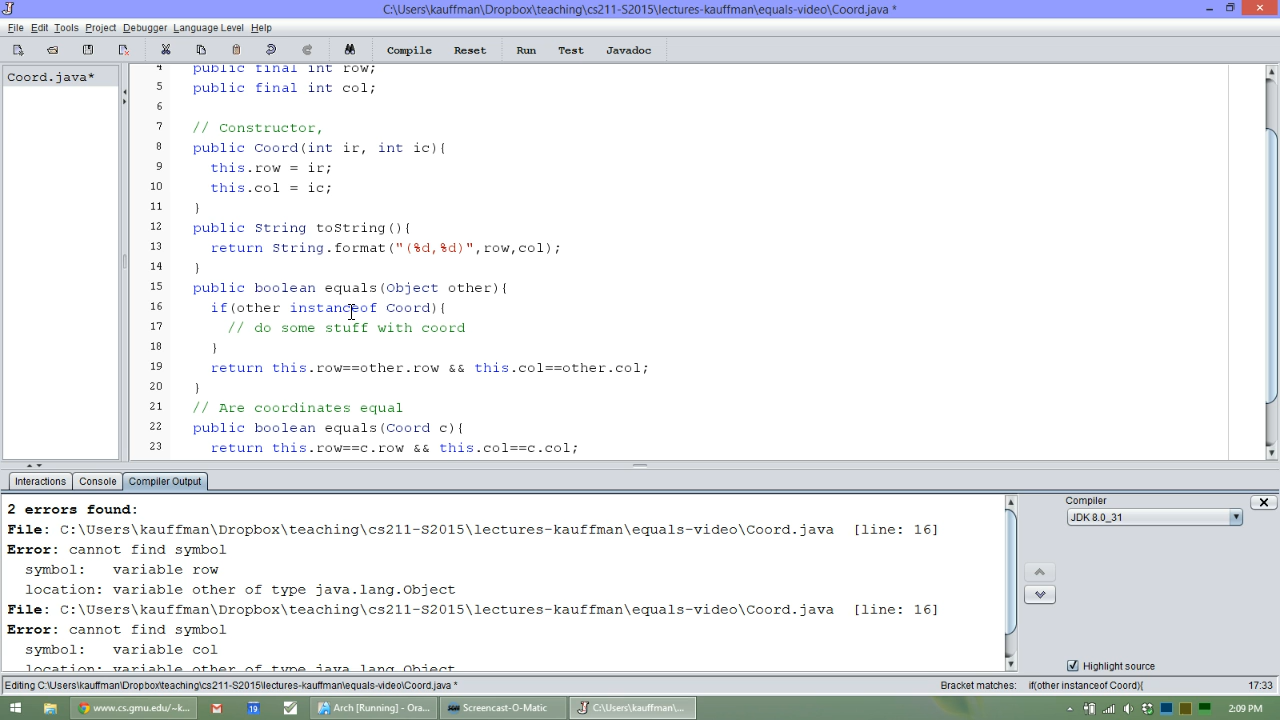 C:\Users\kauffman\Dropbox\teaching\cs211-S2015\lectures-kauffman\equals-video\Coord.java *
File Edit Tools Project Debugger Language Level Help
Compile Reset Run Test Javadoc
Coord.java*
4 public final int row;
5 public final int col;
6
7 // Constructor,
8 public Coord(int ir, int ic){
9 this.row = ir;
10 this.col = ic;
11 }
12 public String toString(){
13 return String.format("(%d,%d)",row,col);
14 }
15 public boolean equals(Object other){
16 if(other instanceof Coord){
17 // do some stuff with coord
18 }
19 return this.row==other.row && this.col==other.col;
20 }
21 // Are coordinates equal
22 public boolean equals(Coord c){
23 return this.row==c.row && this.col==c.col;
Interactions Console Compiler Output
2 errors found:
File: C:\Users\kauffman\Dropbox\teaching\cs211-S2015\lectures-kauffman\equals-video\Coord.java [line: 16]
Error: cannot find symbol
symbol: variable row
location: variable other of type java.lang.Object
File: C:\Users\kauffman\Dropbox\teaching\cs211-S2015\lectures-kauffman\equals-video\Coord.java [line: 16]
Error: cannot find symbol
symbol: variable col
location: variable other of type java.lang.Object
Compiler
JDK 8.0_31
Highlight source
Editing C:\Users\kauffman\Dropbox\teaching\cs211-S2015\lectures-kauffman\equals-video\Coord.java * Bracket matches: if(other instanceof Coord){ 17:33
www.cs.gmu.edu/~k... 19 Arch [Running] - Ora... Screencast-O-Matic C:\Users\kauffman\... 2:09 PM